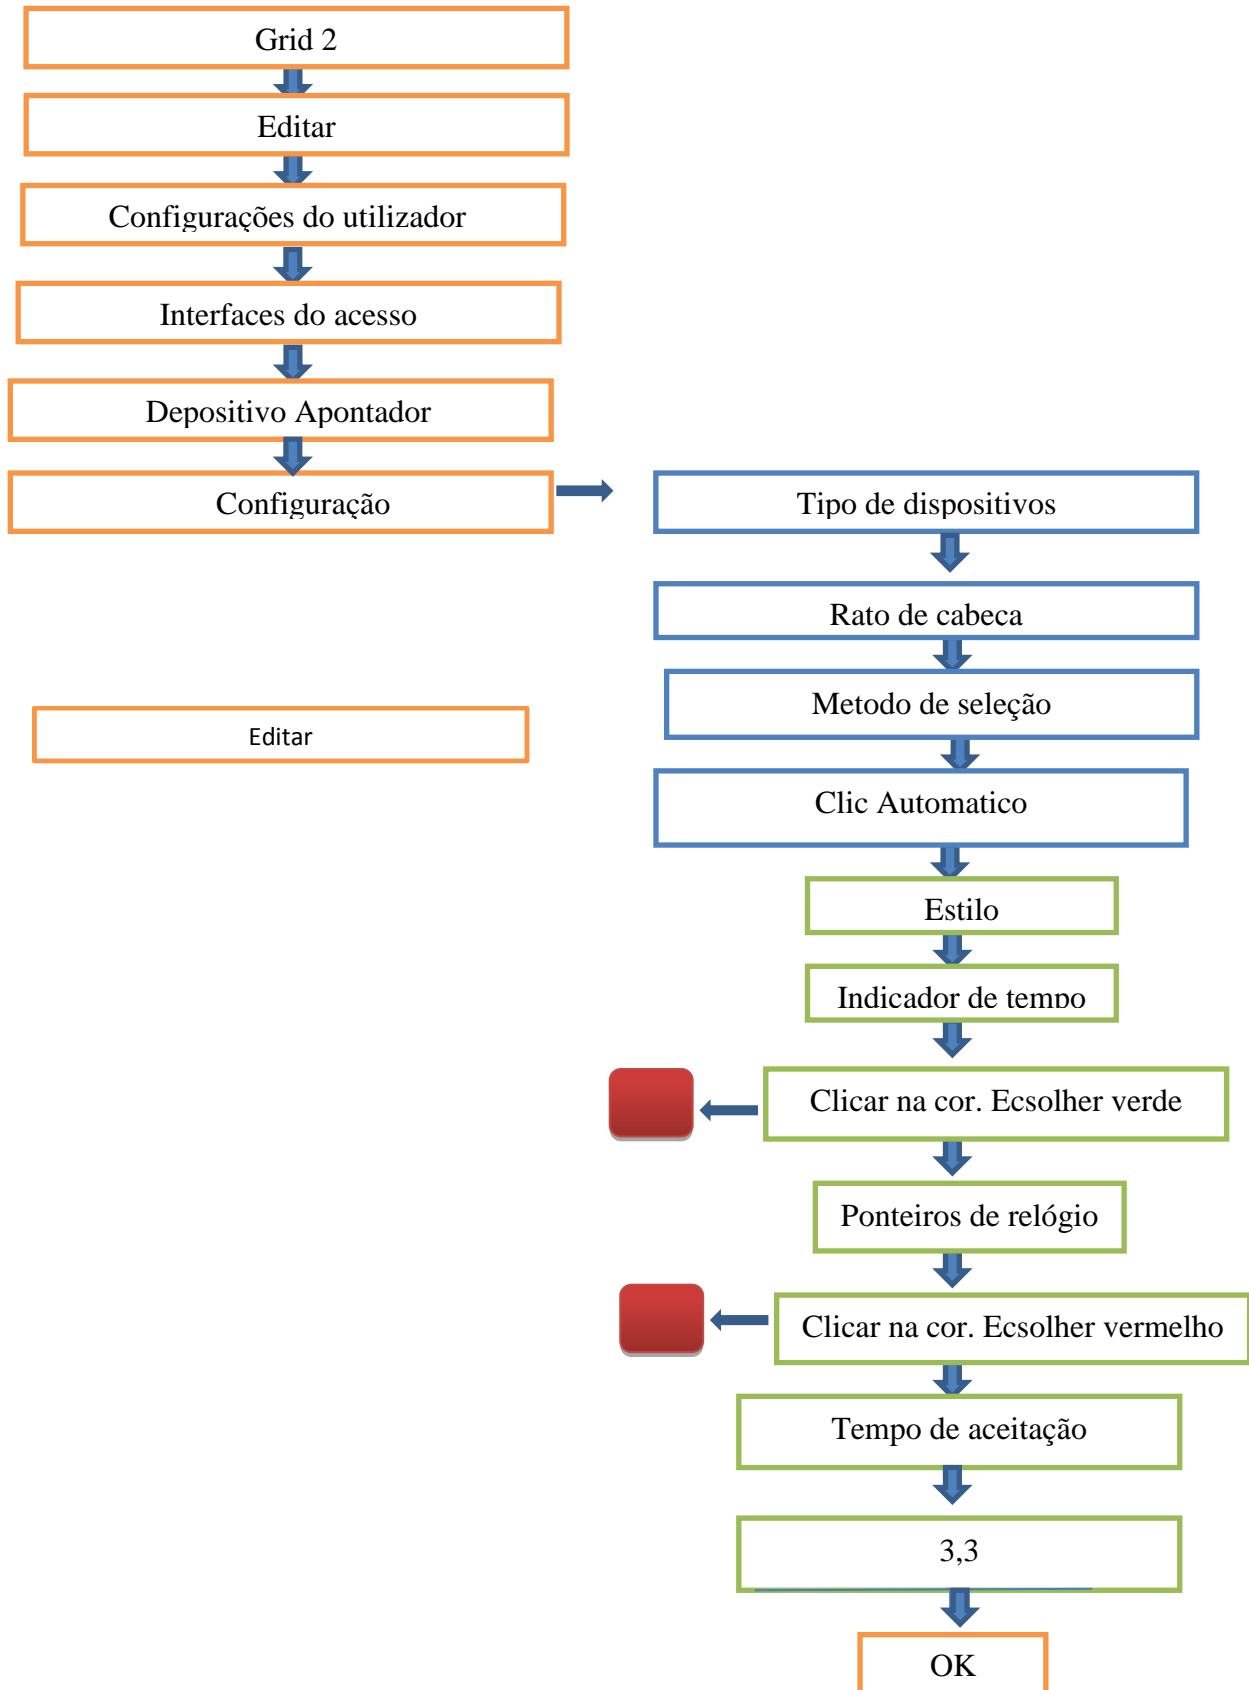 Grid 2
Editar
Configurações do utilizador
Interfaces do acesso
Depositivo Apontador
Configuração
Tipo de dispositivos
Rato de cabeca
Metodo de seleção
Editar
Clic Automatico
Estilo
Indicador de tempo
Clicar na cor. Ecsolher verde
Ponteiros de relógio
Clicar na cor. Ecsolher vermelho
Tempo de aceitação
3,3
OK